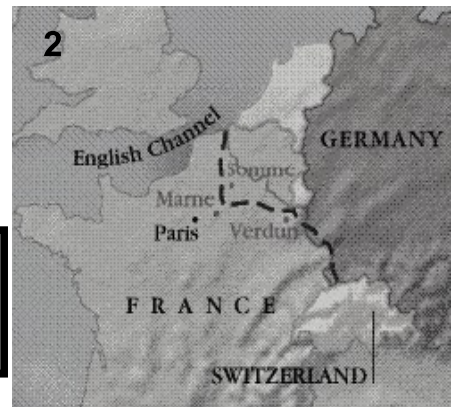 2
English Channel
GERMANY
Somme
Marne
Paris
Verdun
FRANCE
SWITZERLAND